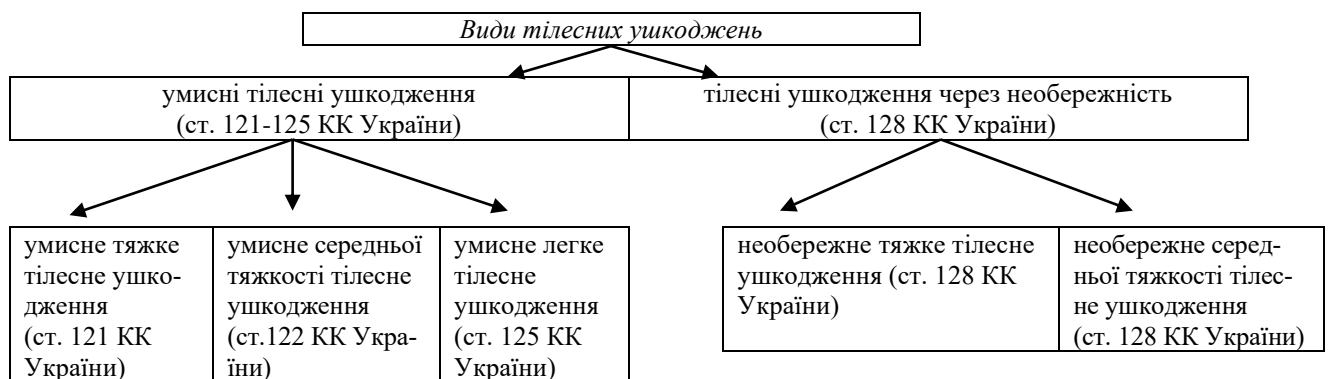 Види тілесних ушкоджень
умисні тілесні ушкодження
(ст. 121-125 КК України)
тілесні ушкодження через необережність
(ст. 128 КК України)
умисне тяжке
тілесне ушко-
дження
(ст. 121 КК
України)
умисне середньої
тяжкості тілесне
ушкодження
(ст.122 КК Укра-
їни)
умисне легке
тілесне
ушкодження
(ст. 125 КК
України)
необережне тяжке тілесне
ушкодження (ст. 128 КК
України)
необережне серед-
ньої тяжкості тілес-
не ушкодження
(ст. 128 КК України)